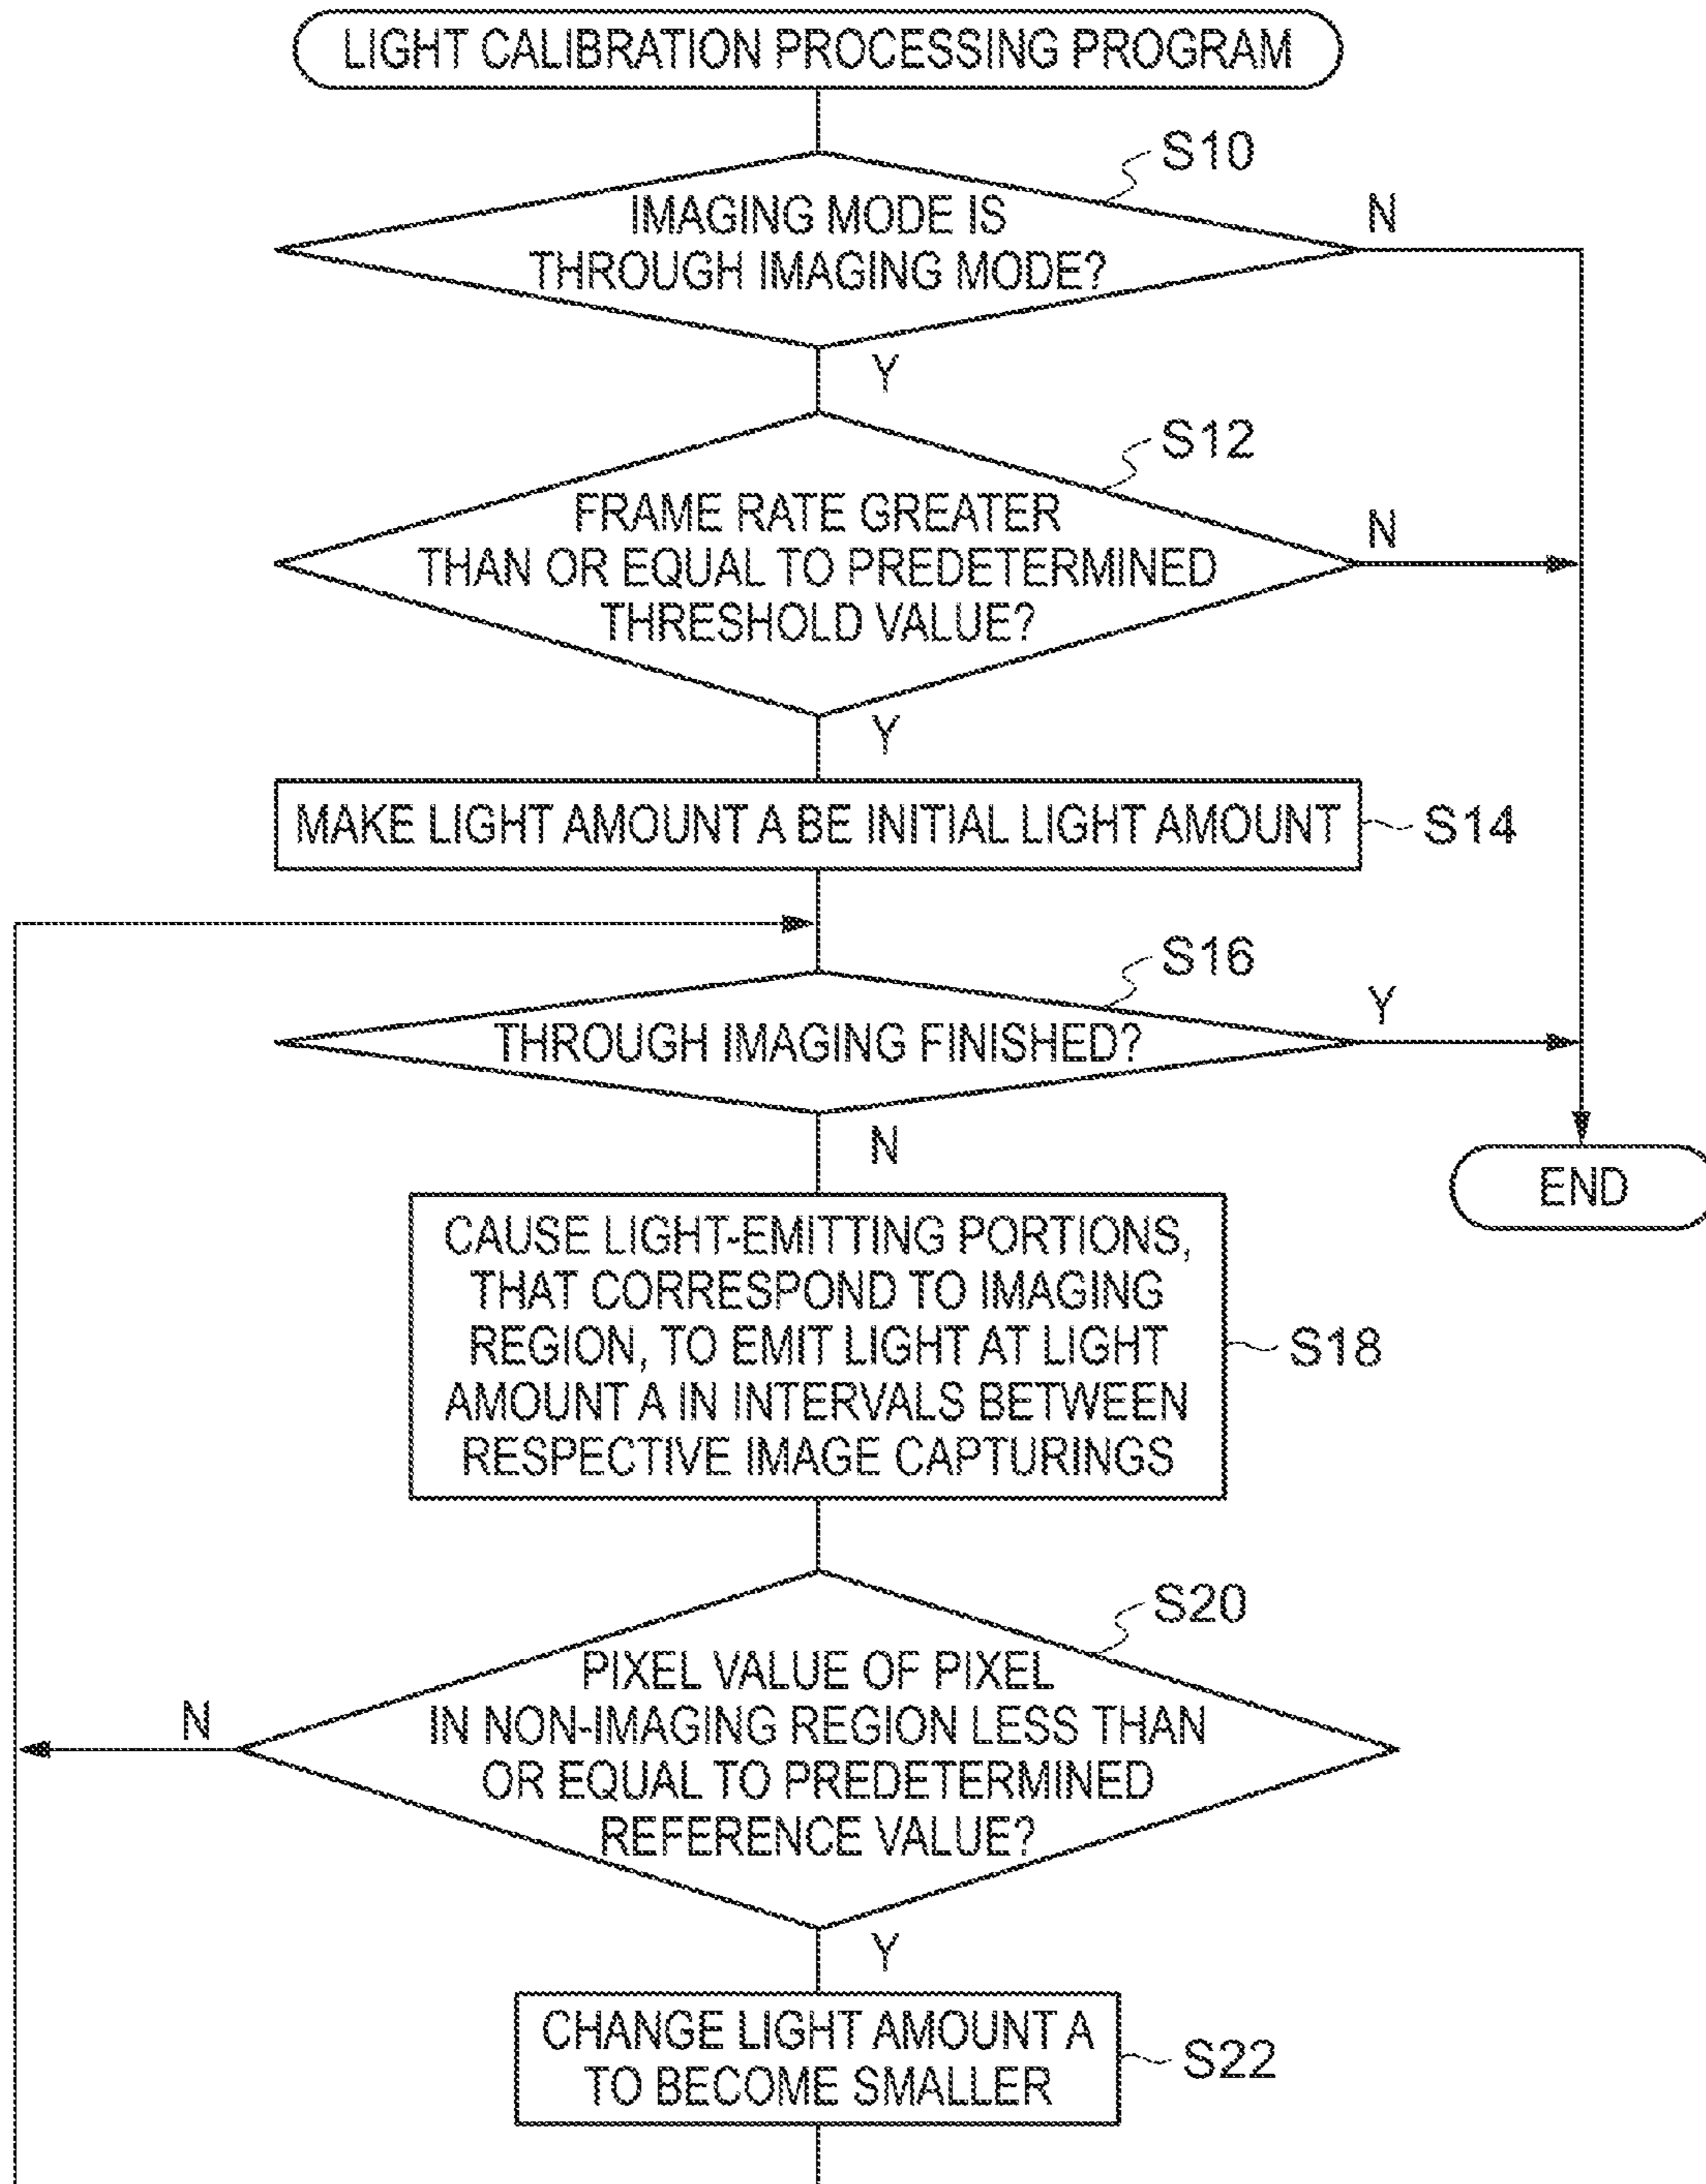 LIGHT CALIBRATION PROCESSING PROGRAM
S10
IMAGING MODE IS
THROUGH IMAGING MODE?
N
Y
S12
FRAME RATE GREATER
THAN OR EQUAL TO PREDETERMINED
THRESHOLD VALUE?
N
Y
MAKE LIGHT AMOUNT A BE INITIAL LIGHT AMOUNT
S14
S16
THROUGH IMAGING FINISHED?
Y
N
END
CAUSE LIGHT-EMITTING PORTIONS,
THAT CORRESPOND TO IMAGING
REGION, TO EMIT LIGHT AT LIGHT
AMOUNT A IN INTERVALS BETWEEN
RESPECTIVE IMAGE CAPTURINGS
S18
S20
PIXEL VALUE OF PIXEL
IN NON-IMAGING REGION LESS THAN
OR EQUAL TO PREDETERMINED
REFERENCE VALUE?
N
Y
CHANGE LIGHT AMOUNT A
TO BECOME SMALLER
S22